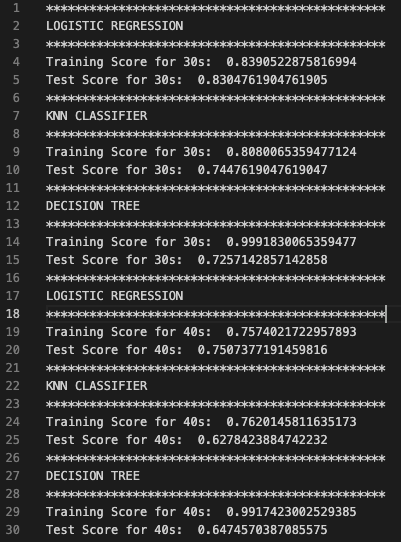 1 *******************************************
2 LOGISTIC REGRESSION
3 *******************************************
4 Training Score for 30s:  0.8390522875816994
5 Test Score for 30s:  0.8304761904761905
6 *******************************************
7 KNN CLASSIFIER
8 *******************************************
9 Training Score for 30s:  0.8080065359477124
10 Test Score for 30s:  0.7447619047619047
11 *******************************************
12 DECISION TREE
13 *******************************************
14 Training Score for 30s:  0.9991830065359477
15 Test Score for 30s:  0.7257142857142858
16 *******************************************
17 LOGISTIC REGRESSION
18 *******************************************
19 Training Score for 40s:  0.7574021722957893
20 Test Score for 40s:  0.7507377191459816
21 *******************************************
22 KNN CLASSIFIER
23 *******************************************
24 Training Score for 40s:  0.7620145811635173
25 Test Score for 40s:  0.6278423884742232
26 *******************************************
27 DECISION TREE
28 *******************************************
29 Training Score for 40s:  0.9917423002529385
30 Test Score for 40s:  0.6474570387085575